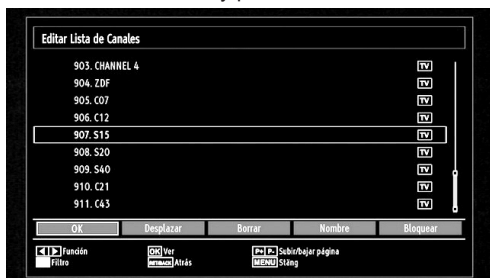 Editar Lista de Canales
903. CHANNEL 4 TV
904. ZDF TV
905. C07 TV
906. C12 TV
907. S15 TV
908. S20 TV
909. S40 TV
910. C21 TV
911. C43 TV
OK Desplazar Borrar Nombre Bloquear
Función OK Ver P+ P- Subir/bajar página
Filtro Atrás MENU Stäng